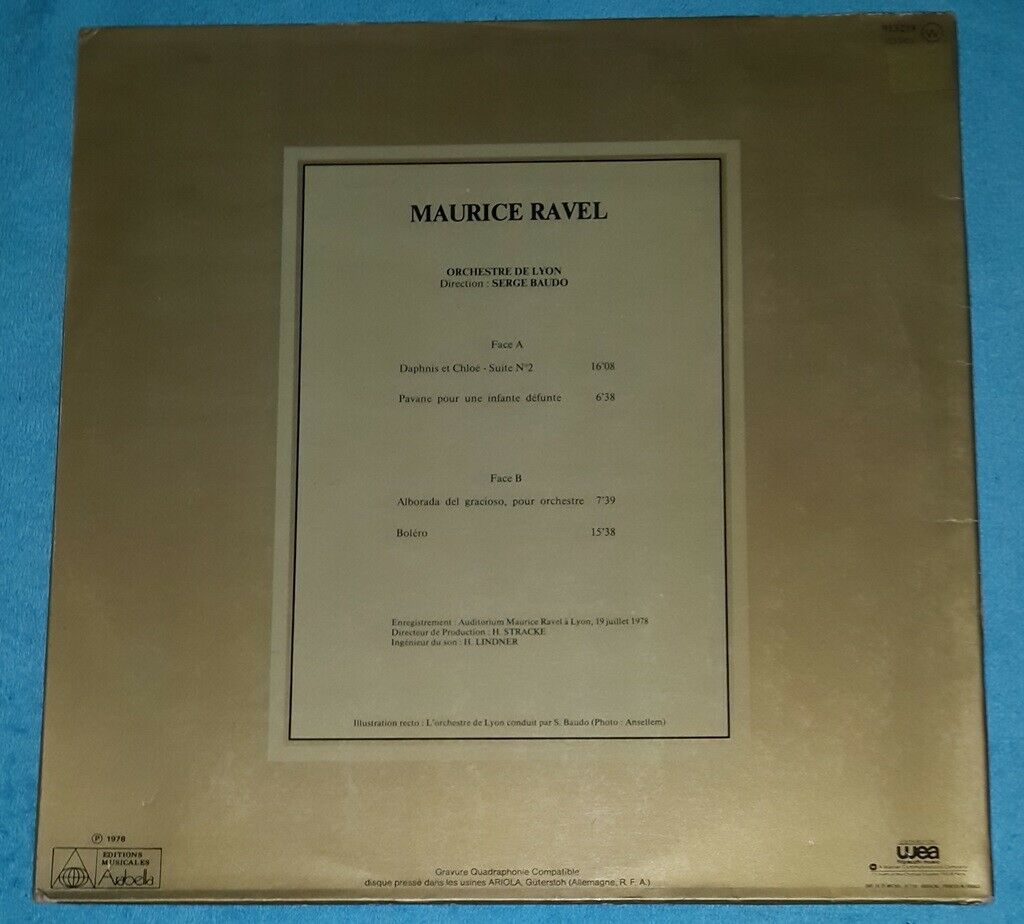 MAURICE RAVEL
ORCHESTRE DE LYON
Direction : SERGE BAUDO
Face A
Daphnis et Chloé - Suite N°2 16'08
Pavane pour une infante défunte 6'38
Face B
Alborada del gracioso, pour orchestre 7'39
Boléro 15'38
Enregistrement : Auditorium Maurice Ravel à Lyon, 19 juillet 1978
Directeur de Production : H. STRACKE
Ingénieur du son : H. LINDNER
Illustration recto : L'orchestre de Lyon conduit par S. Baudo (Photo : Ansellem)
Ⓟ 1978
EDITIONS
MUSICALES
Arabella
Gravure Quadraphonie Compatible
disque pressé dans les usines ARIOLA, Güterstoh (Allemagne, R. F. A.)
wea